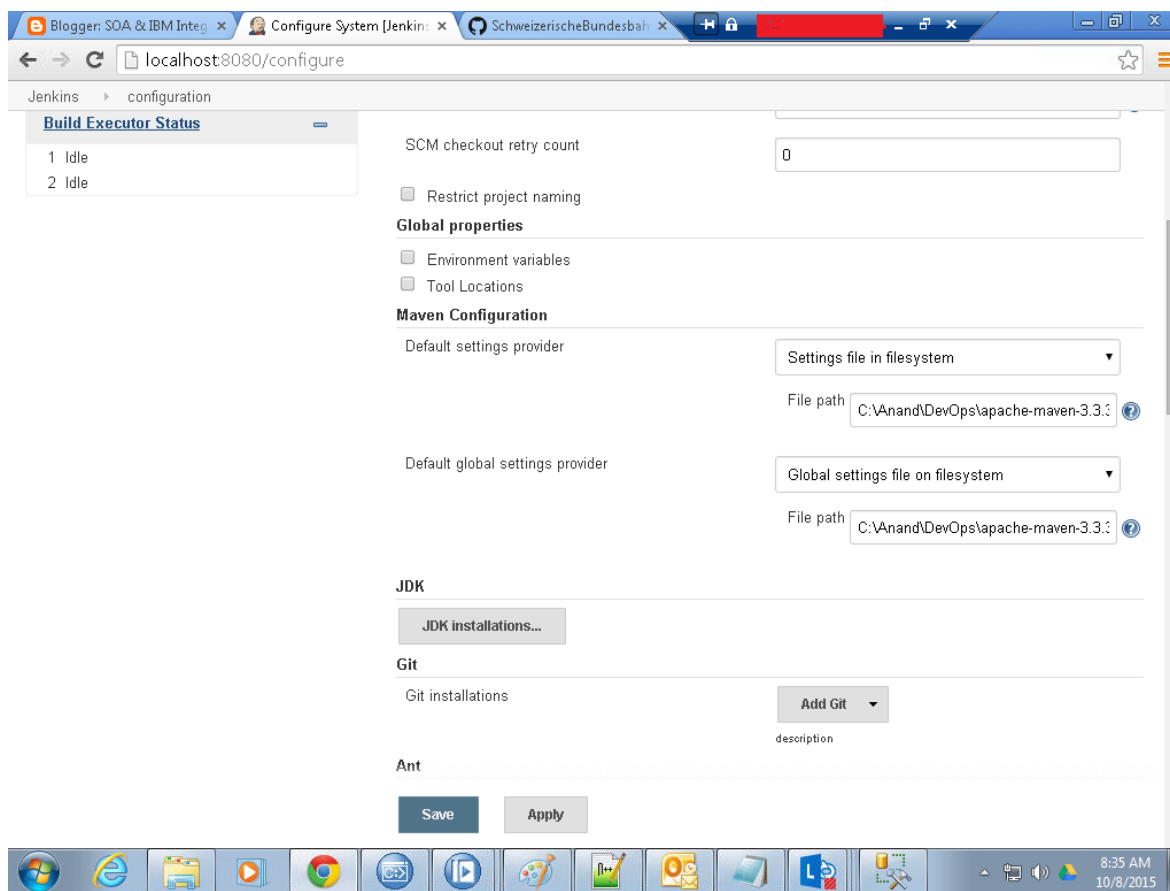 Blogger: SOA & IBM Integ
Configure System [Jenkins
SchweizerischeBundesbah
localhost:8080/configure
Jenkins
configuration
Build Executor Status
1 Idle
2 Idle
SCM checkout retry count
0
Restrict project naming
Global properties
Environment variables
Tool Locations
Maven Configuration
Default settings provider
Settings file in filesystem
File path
C:\Anand\DevOps\apache-maven-3.3.3
Default global settings provider
Global settings file on filesystem
File path
C:\Anand\DevOps\apache-maven-3.3.3
JDK
JDK installations...
Git
Git installations
Add Git
description
Ant
Save
Apply
8:35 AM
10/8/2015